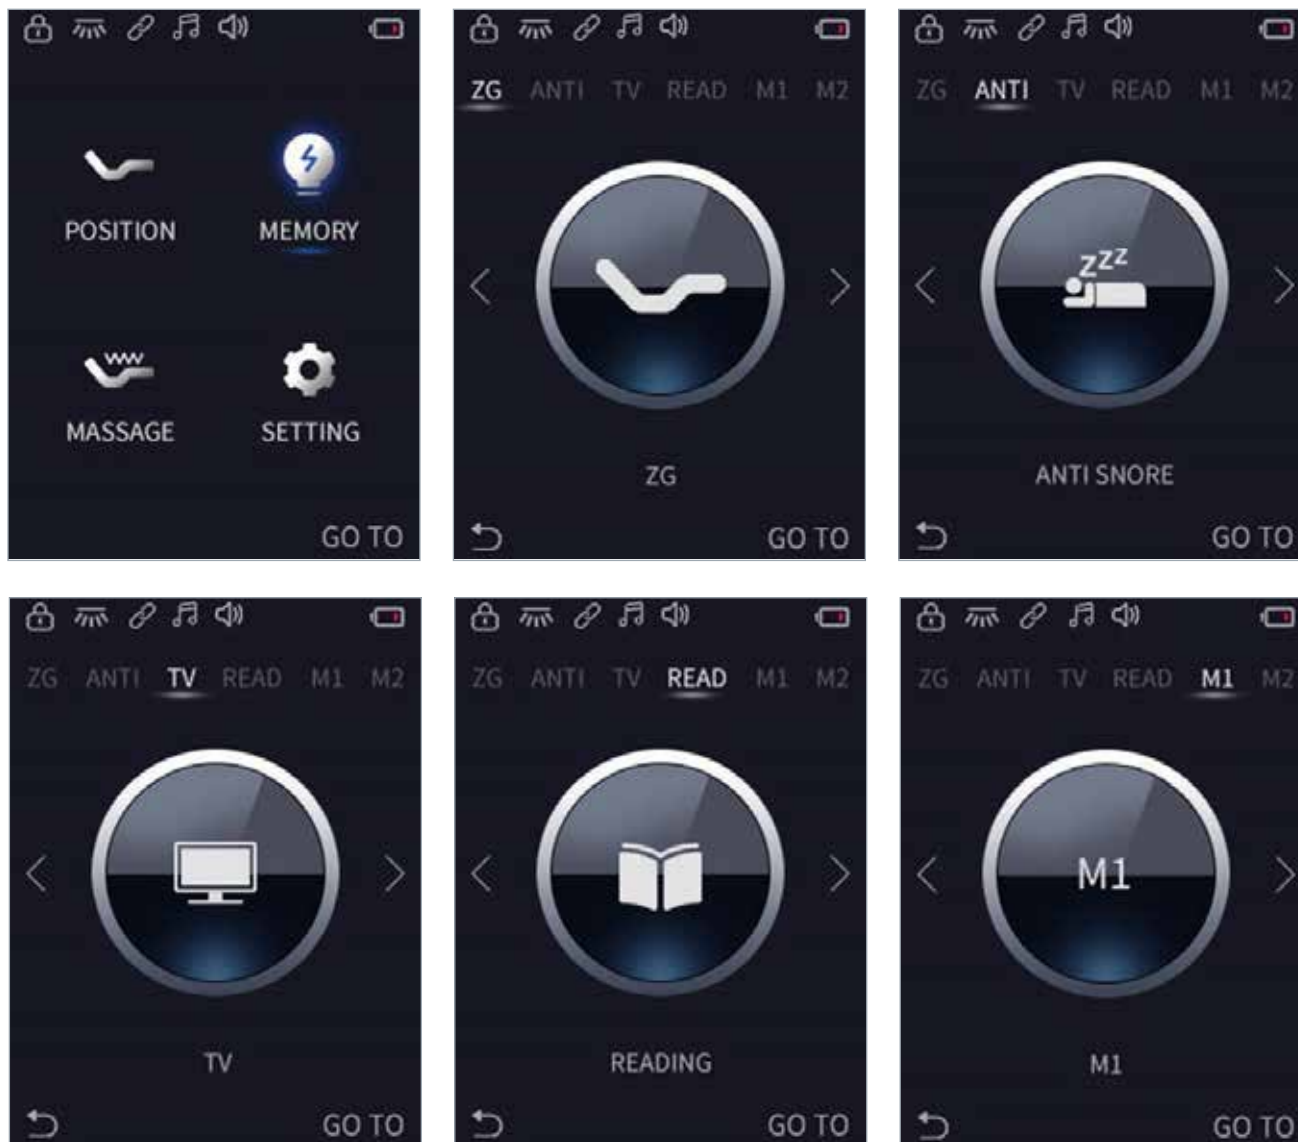 POSITION MEMORY
MASSAGE SETTING
GO TO
ZG ANTI TV READ M1 M2
ZG
GO TO
ZG ANTI TV READ M1 M2
zzz
ANTI SNORE
GO TO
ZG ANTI TV READ M1 M2
TV
GO TO
ZG ANTI TV READ M1 M2
READING
GO TO
ZG ANTI TV READ M1 M2
M1
M1
GO TO